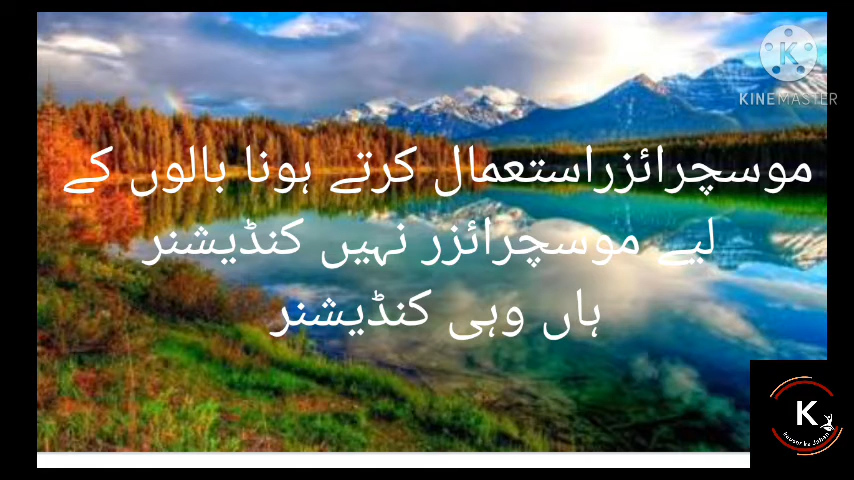 K
KINEMASTER
موسچرائزراستعمال کرتے ہونا بالوں کے
لیے موسچرائزر نہیں کنڈیشنر
ہاں وہی کنڈیشنر
K